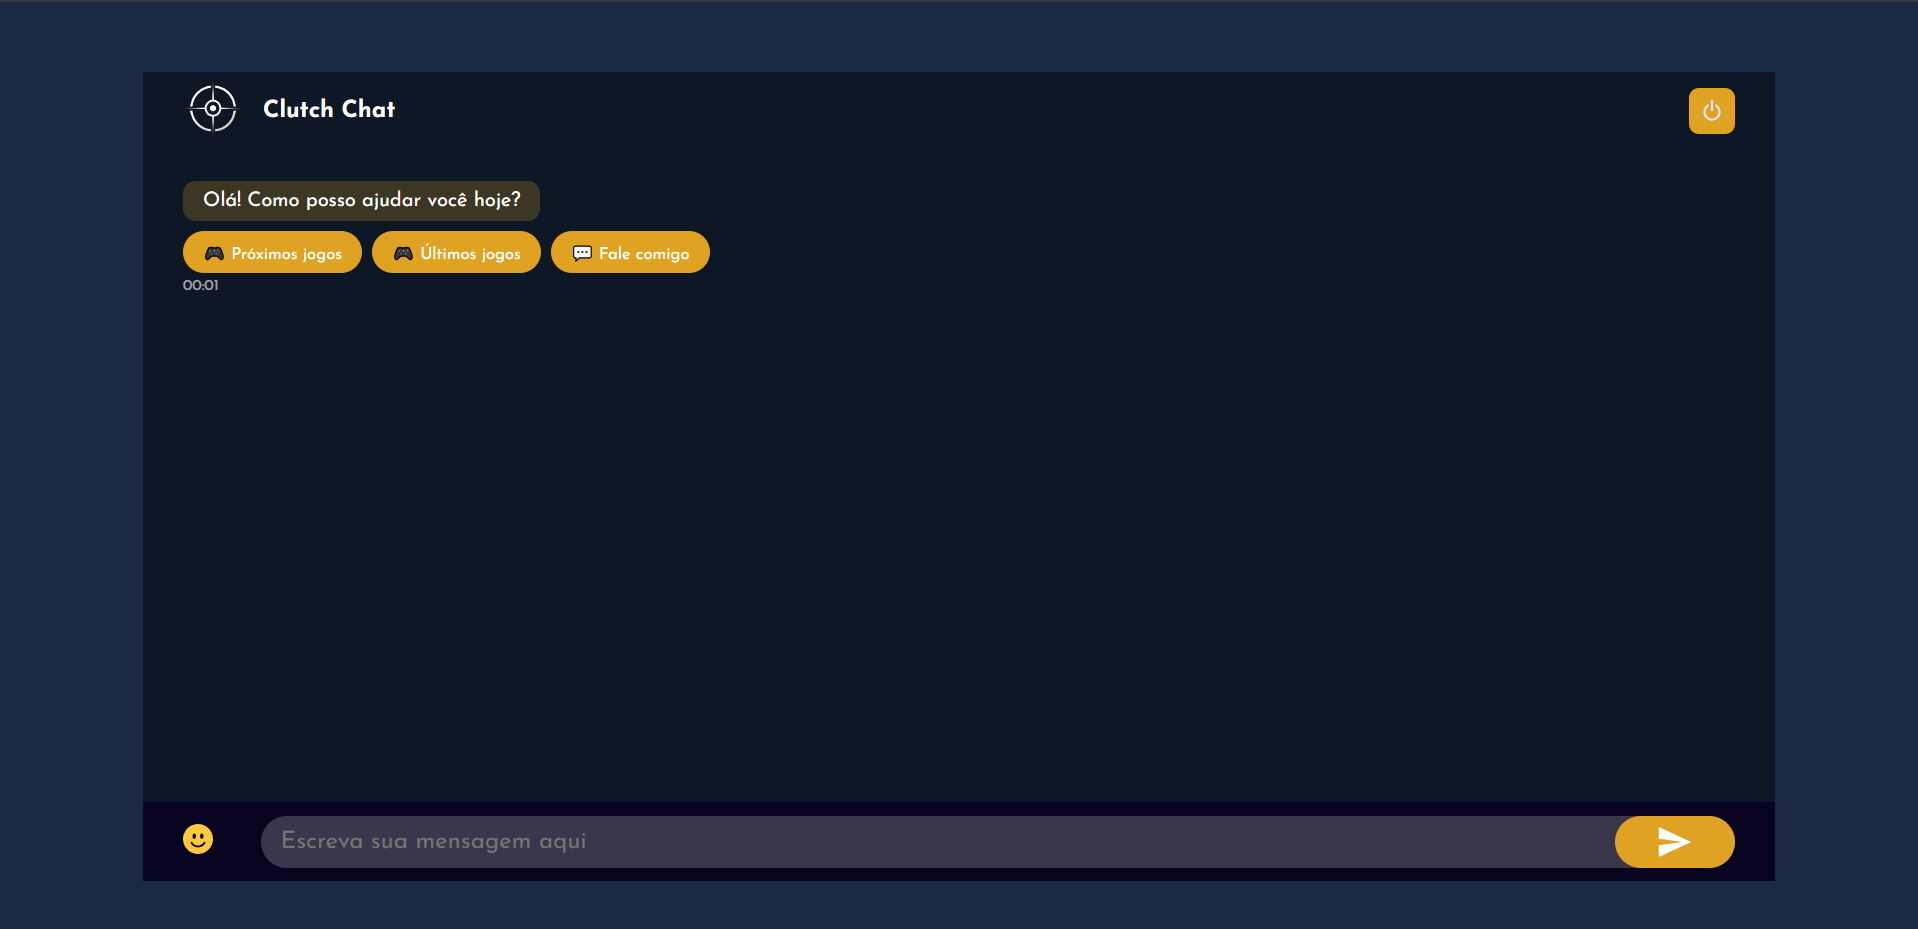 Clutch Chat
Olá! Como posso ajudar você hoje?
🎮 Próximos jogos 🎮 Últimos jogos 💬 Fale comigo
00:01
Escreva sua mensagem aqui